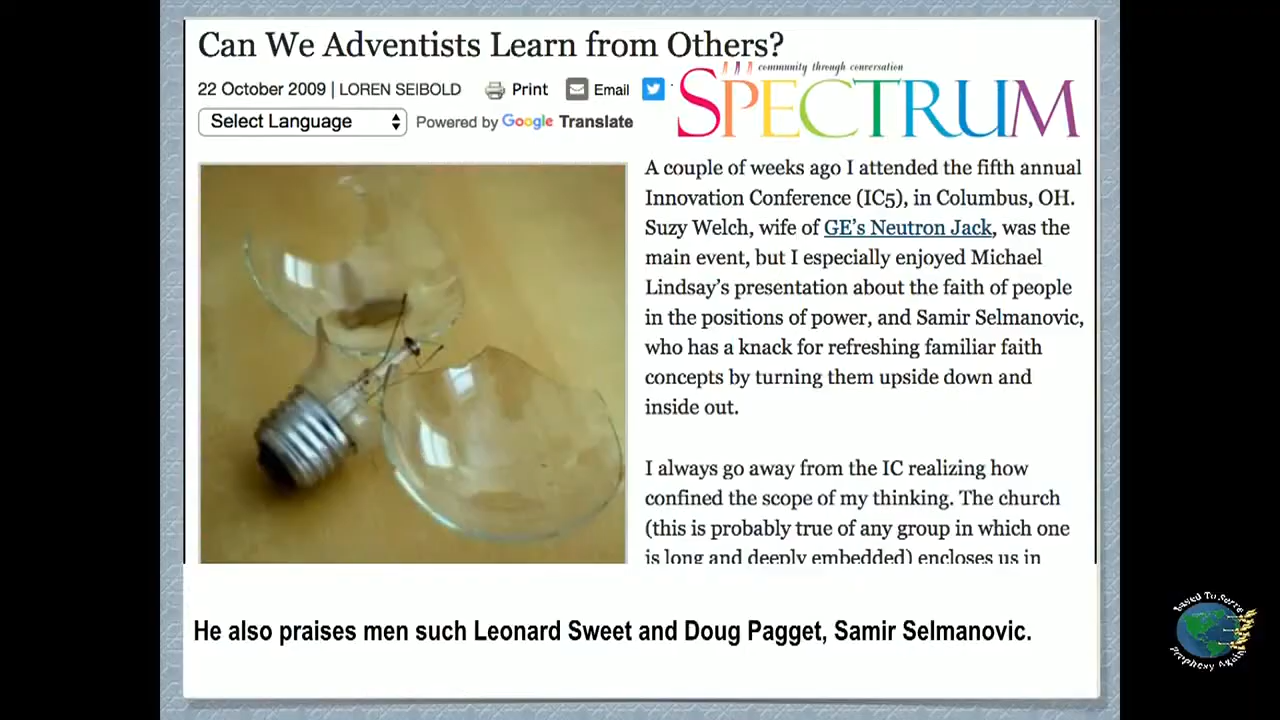 Can We Adventists Learn from Others?
22 October 2009 | LOREN SEIBOLD Print Email
community through conversation
SPECTRUM
Select Language Powered by Google Translate
A couple of weeks ago I attended the fifth annual
Innovation Conference (IC5), in Columbus, OH.
Suzy Welch, wife of GE’s Neutron Jack, was the
main event, but I especially enjoyed Michael
Lindsay’s presentation about the faith of people
in the positions of power, and Samir Selmanovic,
who has a knack for refreshing familiar faith
concepts by turning them upside down and
inside out.
I always go away from the IC realizing how
confined the scope of my thinking. The church
(this is probably true of any group in which one
is long and deeply embedded) encloses us in
He also praises men such Leonard Sweet and Doug Pagget, Samir Selmanovic.
Prophexy Again